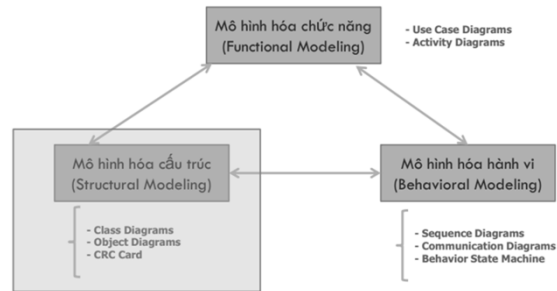 Mô hình hóa chức năng
(Functional Modeling)
- Use Case Diagrams
- Activity Diagrams
Mô hình hóa cấu trúc
(Structural Modeling)
Mô hình hóa hành vi
(Behavioral Modeling)
- Class Diagrams
- Object Diagrams
- CRC Card
- Sequence Diagrams
- Communication Diagrams
- Behavior State Machine